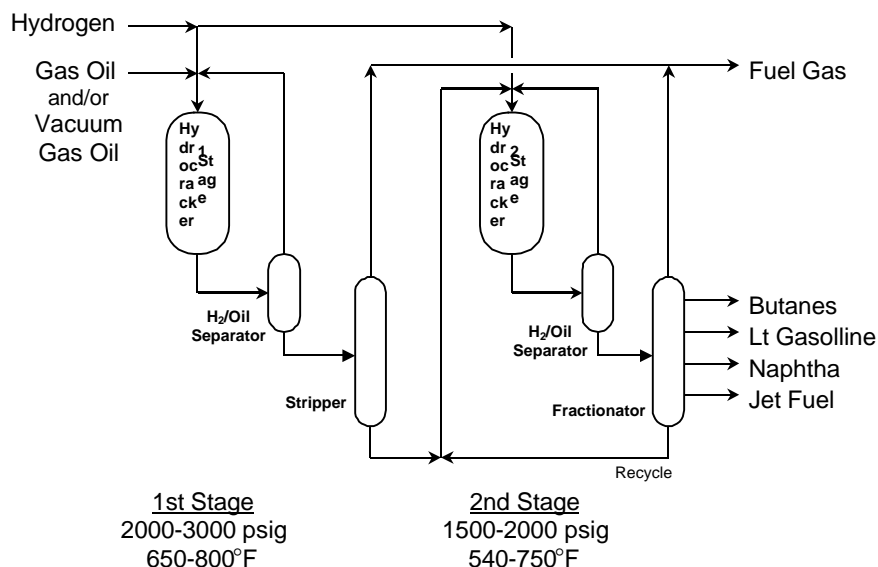 Hydrogen
Gas Oil
and/or
Vacuum
Gas Oil
Fuel Gas
Hy
dr
oc
ra
ck
er
1
St
ag
e
Hy
dr
oc
ra
ck
er
2
St
ag
e
H₂/Oil
Separator
Stripper
H₂/Oil
Separator
Fractionator
Butanes
Lt Gasolline
Naphtha
Jet Fuel
Recycle
1st Stage
2000-3000 psig
650-800°F
2nd Stage
1500-2000 psig
540-750°F